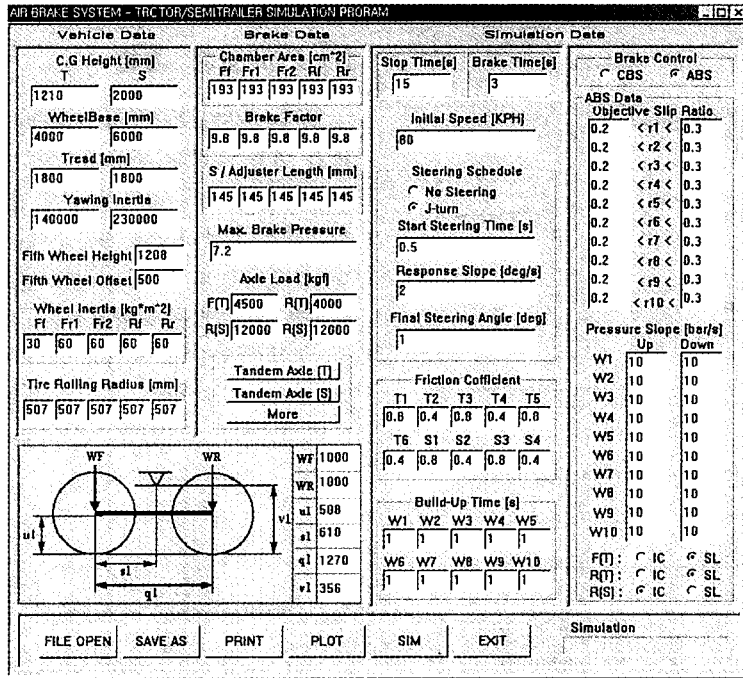 AIR BRAKE SYSTEM - TRCTOR/SEMITRAILER SIMULATION PRORAM
Vehicle Data
C.G Height [mm]
T S
1210 2000
WheelBase [mm]
4000 6000
Tread [mm]
1800 1800
Yawing Inertia
140000 230000
Fifth Wheel Height 1208
Fifth Wheel Offset 500
Wheel Inertia [kg*m^2]
Ff Fr1 Fr2 Rf Rr
30 60 60 60 60
Tire Rolling Radius [mm]
507 507 507 507 507
Brake Data
Chamber Area [cm^2]
Ff Fr1 Fr2 Rf Rr
193 193 193 193 193
Brake Factor
9.8 9.8 9.8 9.8 9.8
S / Adjuster Length [mm]
145 145 145 145 145
Max. Brake Pressure
7.2
Axle Load [kgf]
F(T) 4500 R(T) 4000
R(S) 12000 R(S) 12000
Tandem Axle (T)
Tandem Axle (S)
More
Simulation Data
Stop Time[s] Brake Time[s]
15 3
Initial Speed [KPH]
80
Steering Schedule
No Steering
J-turn
Start Steering Time [s]
0.5
Response Slope [deg/s]
2
Final Steering Angle [deg]
1
Friction Cofficient
T1 T2 T3 T4 T5
0.8 0.4 0.8 0.4 0.8
T6 S1 S2 S3 S4
0.4 0.8 0.4 0.8 0.4
Build-Up Time [s]
W1 W2 W3 W4 W5
1 1 1 1 1
W6 W7 W8 W9 W10
1 1 1 1 1
Brake Control
CBS ABS
ABS Data
Objective Slip Ratio
0.2 < r1 < 0.3
0.2 < r2 < 0.3
0.2 < r3 < 0.3
0.2 < r4 < 0.3
0.2 < r5 < 0.3
0.2 < r6 < 0.3
0.2 < r7 < 0.3
0.2 < r8 < 0.3
0.2 < r9 < 0.3
0.2 < r10 < 0.3
Pressure Slope [bar/s]
Up Down
W1 10 10
W2 10 10
W3 10 10
W4 10 10
W5 10 10
W6 10 10
W7 10 10
W8 10 10
W9 10 10
W10 10 10
F(T) : IC SL
R(T) : IC SL
R(S) : IC SL
WF WR
u1 s1 q1 v1
WF 1000
WR 1000
u1 508
s1 610
q1 1270
v1 356
FILE OPEN SAVE AS PRINT PLOT SIM EXIT
Simulation